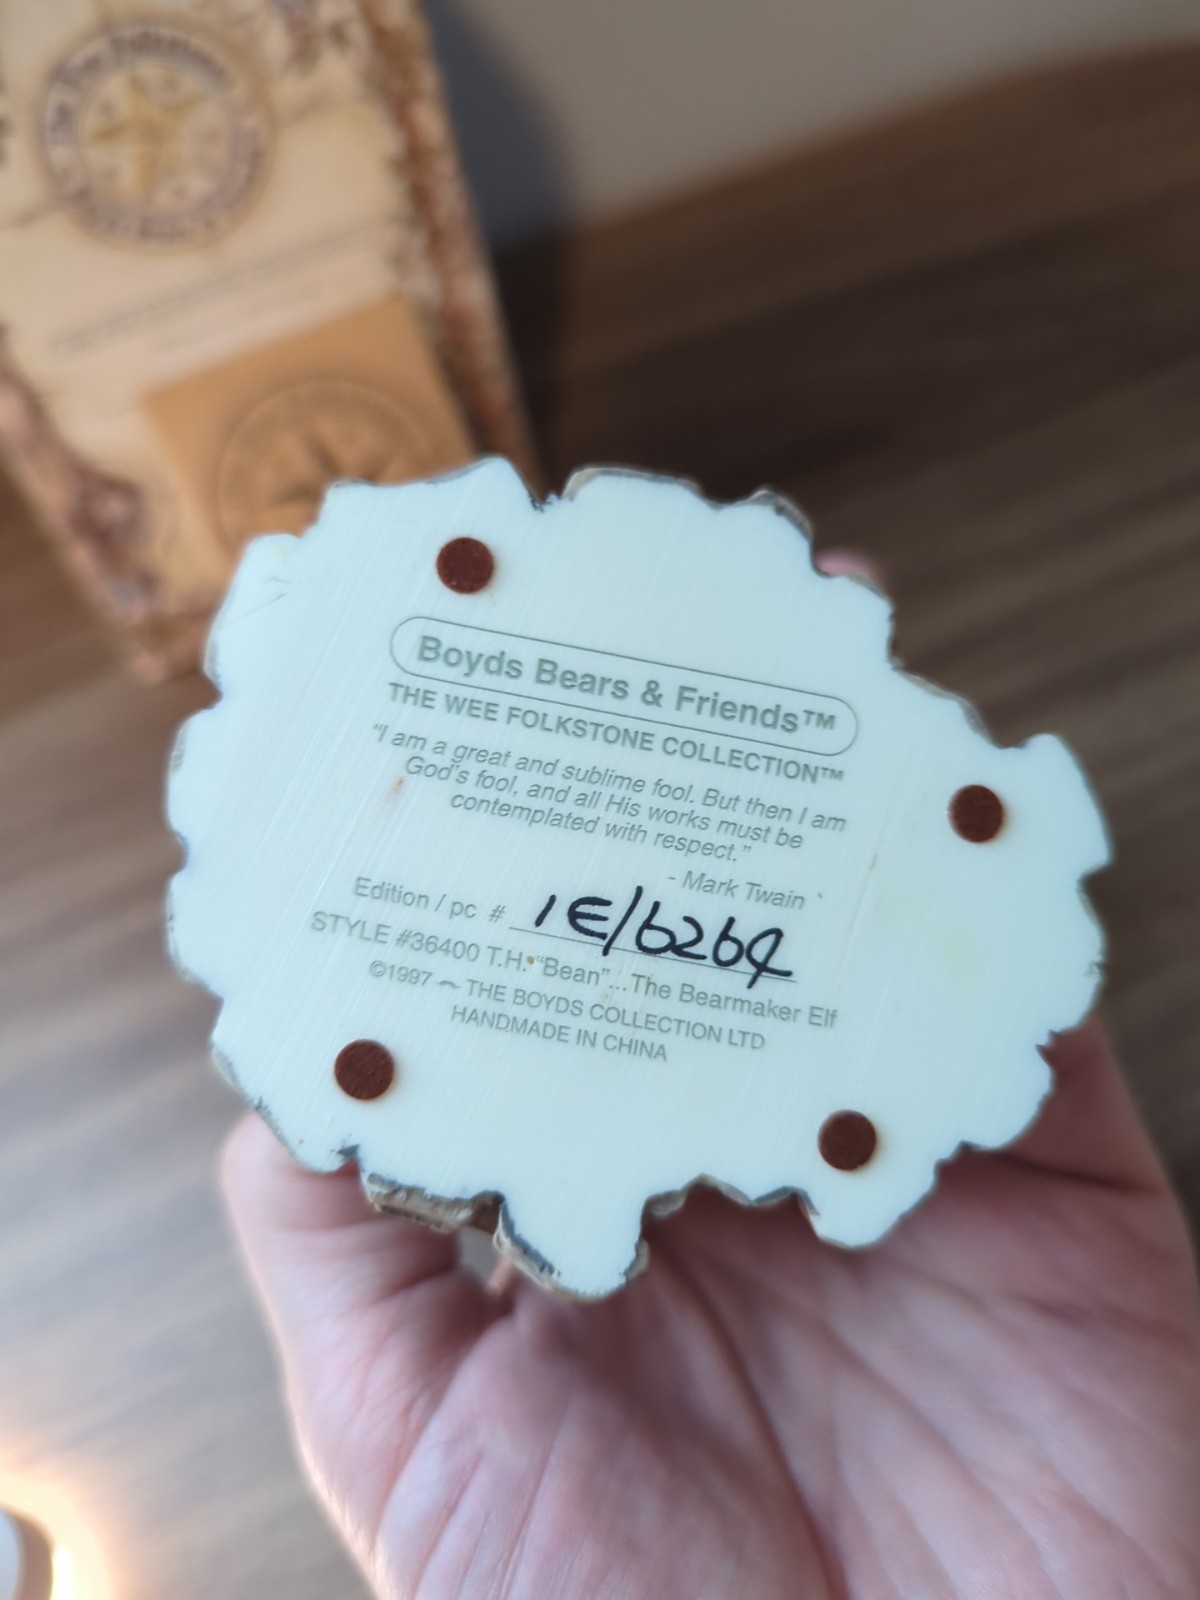 Boyds Bears & Friends™
THE WEE FOLKSTONE COLLECTION™
"I am a great and sublime fool. But then I am
God's fool, and all His works must be
contemplated with respect."
- Mark Twain
Edition / pc # 1E/6264
STYLE #36400 T.H. "Bean"...The Bearmaker Elf
©1997 ~ THE BOYDS COLLECTION LTD
HANDMADE IN CHINA